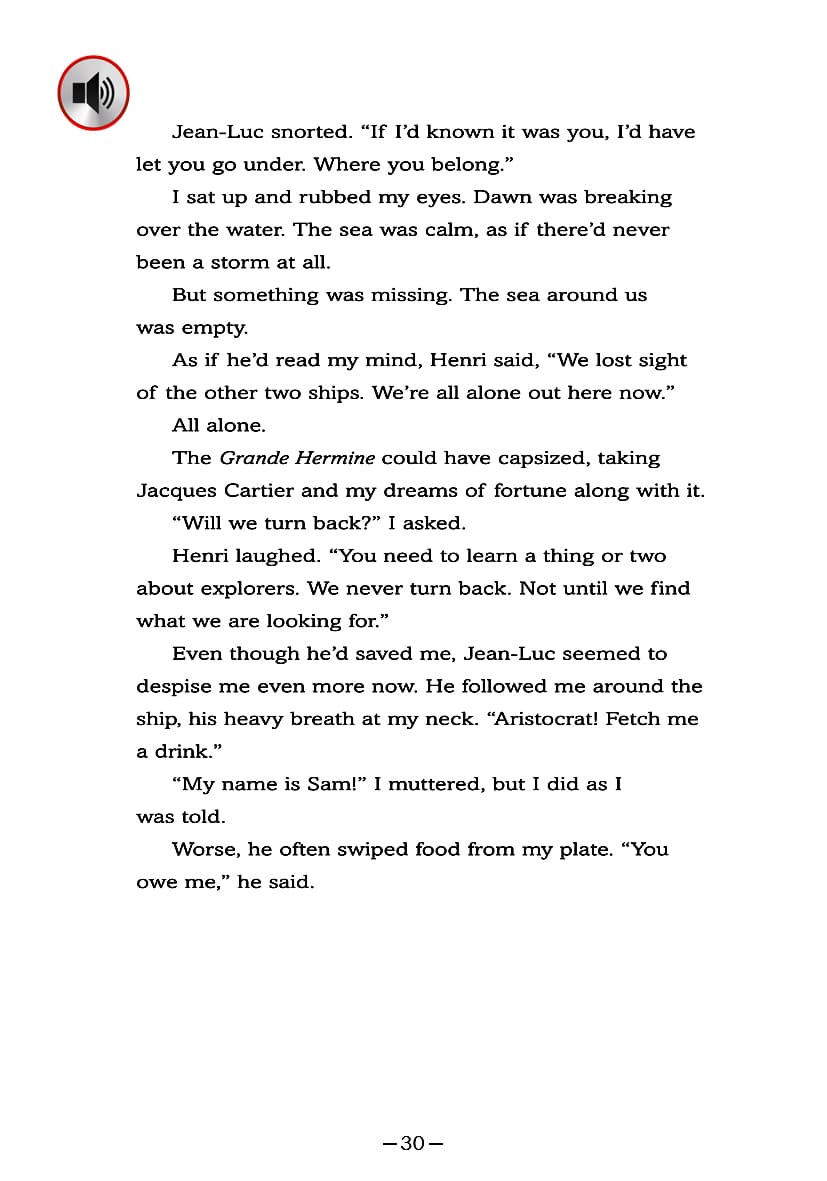 Jean-Luc snorted. “If I’d known it was you, I’d have
let you go under. Where you belong.”
I sat up and rubbed my eyes. Dawn was breaking
over the water. The sea was calm, as if there’d never
been a storm at all.
But something was missing. The sea around us
was empty.
As if he’d read my mind, Henri said, “We lost sight
of the other two ships. We’re all alone out here now.”
All alone.
The Grande Hermine could have capsized, taking
Jacques Cartier and my dreams of fortune along with it.
“Will we turn back?” I asked.
Henri laughed. “You need to learn a thing or two
about explorers. We never turn back. Not until we find
what we are looking for.”
Even though he’d saved me, Jean-Luc seemed to
despise me even more now. He followed me around the
ship, his heavy breath at my neck. “Aristocrat! Fetch me
a drink.”
“My name is Sam!” I muttered, but I did as I
was told.
Worse, he often swiped food from my plate. “You
owe me,” he said.
—30—